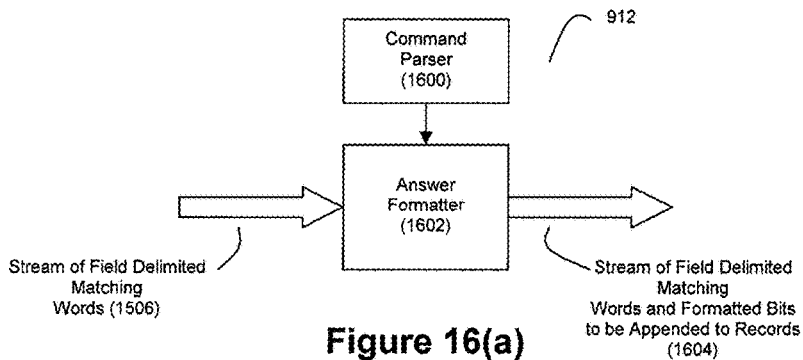 912
Command
Parser
(1600)
Answer
Formatter
(1602)
Stream of Field Delimited
Matching
Words (1506)
Stream of Field Delimited
Matching
Words and Formatted Bits
to be Appended to Records
(1604)
Figure 16(a)